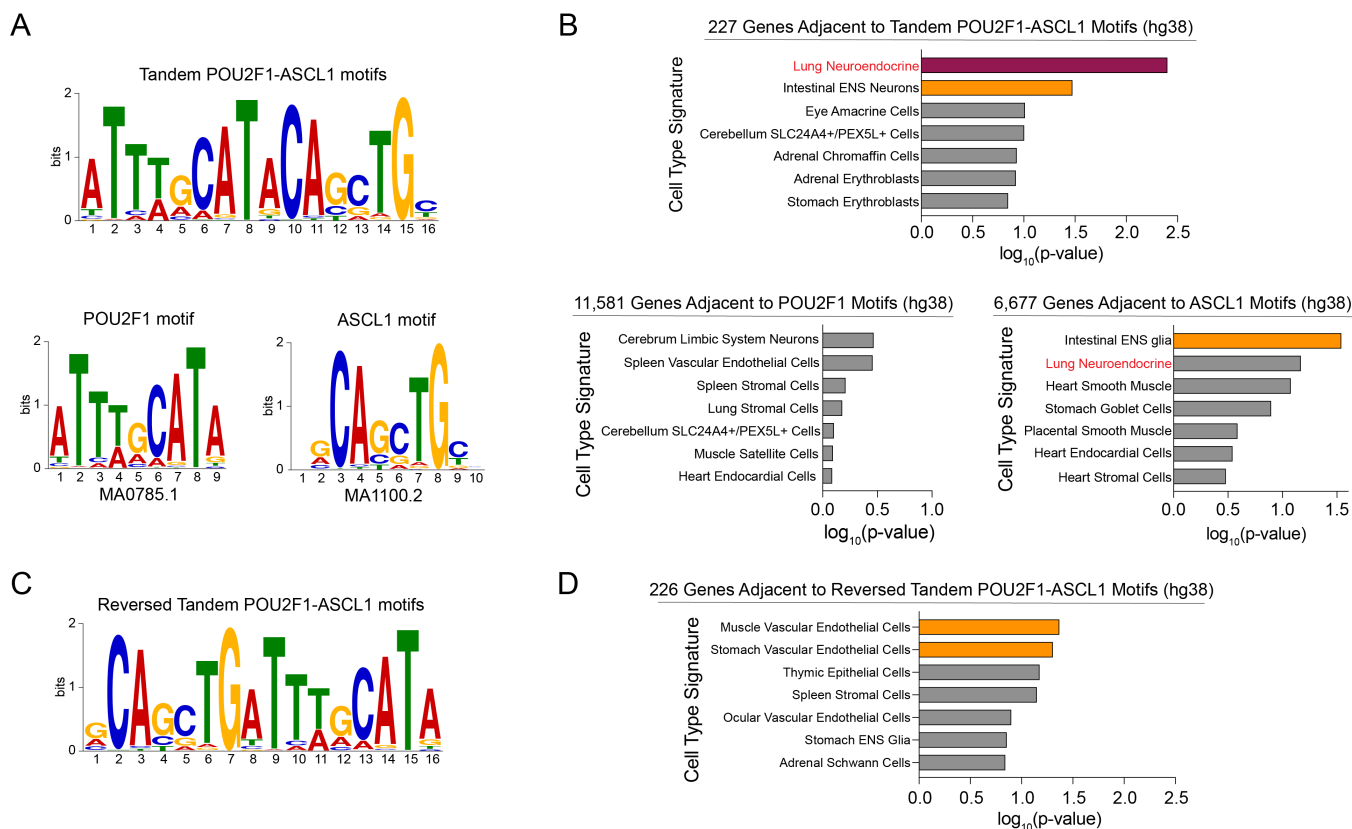 A
Tandem POU2F1-ASCL1 motifs
2
bits
1
0
ATTTGCATACAGCTGC
1 2 3 4 5 6 7 8 9 10 11 12 13 14 15 16
POU2F1 motif
2
bits
1
0
ATTTGCATA
1 2 3 4 5 6 7 8 9
MA0785.1
ASCL1 motif
2
bits
1
0
GCAGCTGC
1 2 3 4 5 6 7 8 9 10
MA1100.2
B
227 Genes Adjacent to Tandem POU2F1-ASCL1 Motifs (hg38)
Cell Type Signature
Lung Neuroendocrine
Intestinal ENS Neurons
Eye Amacrine Cells
Cerebellum SLC24A4+/PEX5L+ Cells
Adrenal Chromaffin Cells
Adrenal Erythroblasts
Stomach Erythroblasts
0.0 0.5 1.0 1.5 2.0 2.5
log10(p-value)
11,581 Genes Adjacent to POU2F1 Motifs (hg38)
Cell Type Signature
Cerebrum Limbic System Neurons
Spleen Vascular Endothelial Cells
Spleen Stromal Cells
Lung Stromal Cells
Cerebellum SLC24A4+/PEX5L+ Cells
Muscle Satellite Cells
Heart Endocardial Cells
0.0 0.5 1.0
log10(p-value)
6,677 Genes Adjacent to ASCL1 Motifs (hg38)
Cell Type Signature
Intestinal ENS glia
Lung Neuroendocrine
Heart Smooth Muscle
Stomach Goblet Cells
Placental Smooth Muscle
Heart Endocardial Cells
Heart Stromal Cells
0.0 0.5 1.0 1.5
log10(p-value)
C
Reversed Tandem POU2F1-ASCL1 motifs
2
bits
1
0
GCAGCTGATTTGCATA
1 2 3 4 5 6 7 8 9 10 11 12 13 14 15 16
D
226 Genes Adjacent to Reversed Tandem POU2F1-ASCL1 Motifs (hg38)
Cell Type Signature
Muscle Vascular Endothelial Cells
Stomach Vascular Endothelial Cells
Thymic Epithelial Cells
Spleen Stromal Cells
Ocular Vascular Endothelial Cells
Stomach ENS Glia
Adrenal Schwann Cells
0.0 0.5 1.0 1.5 2.0 2.5
log10(p-value)